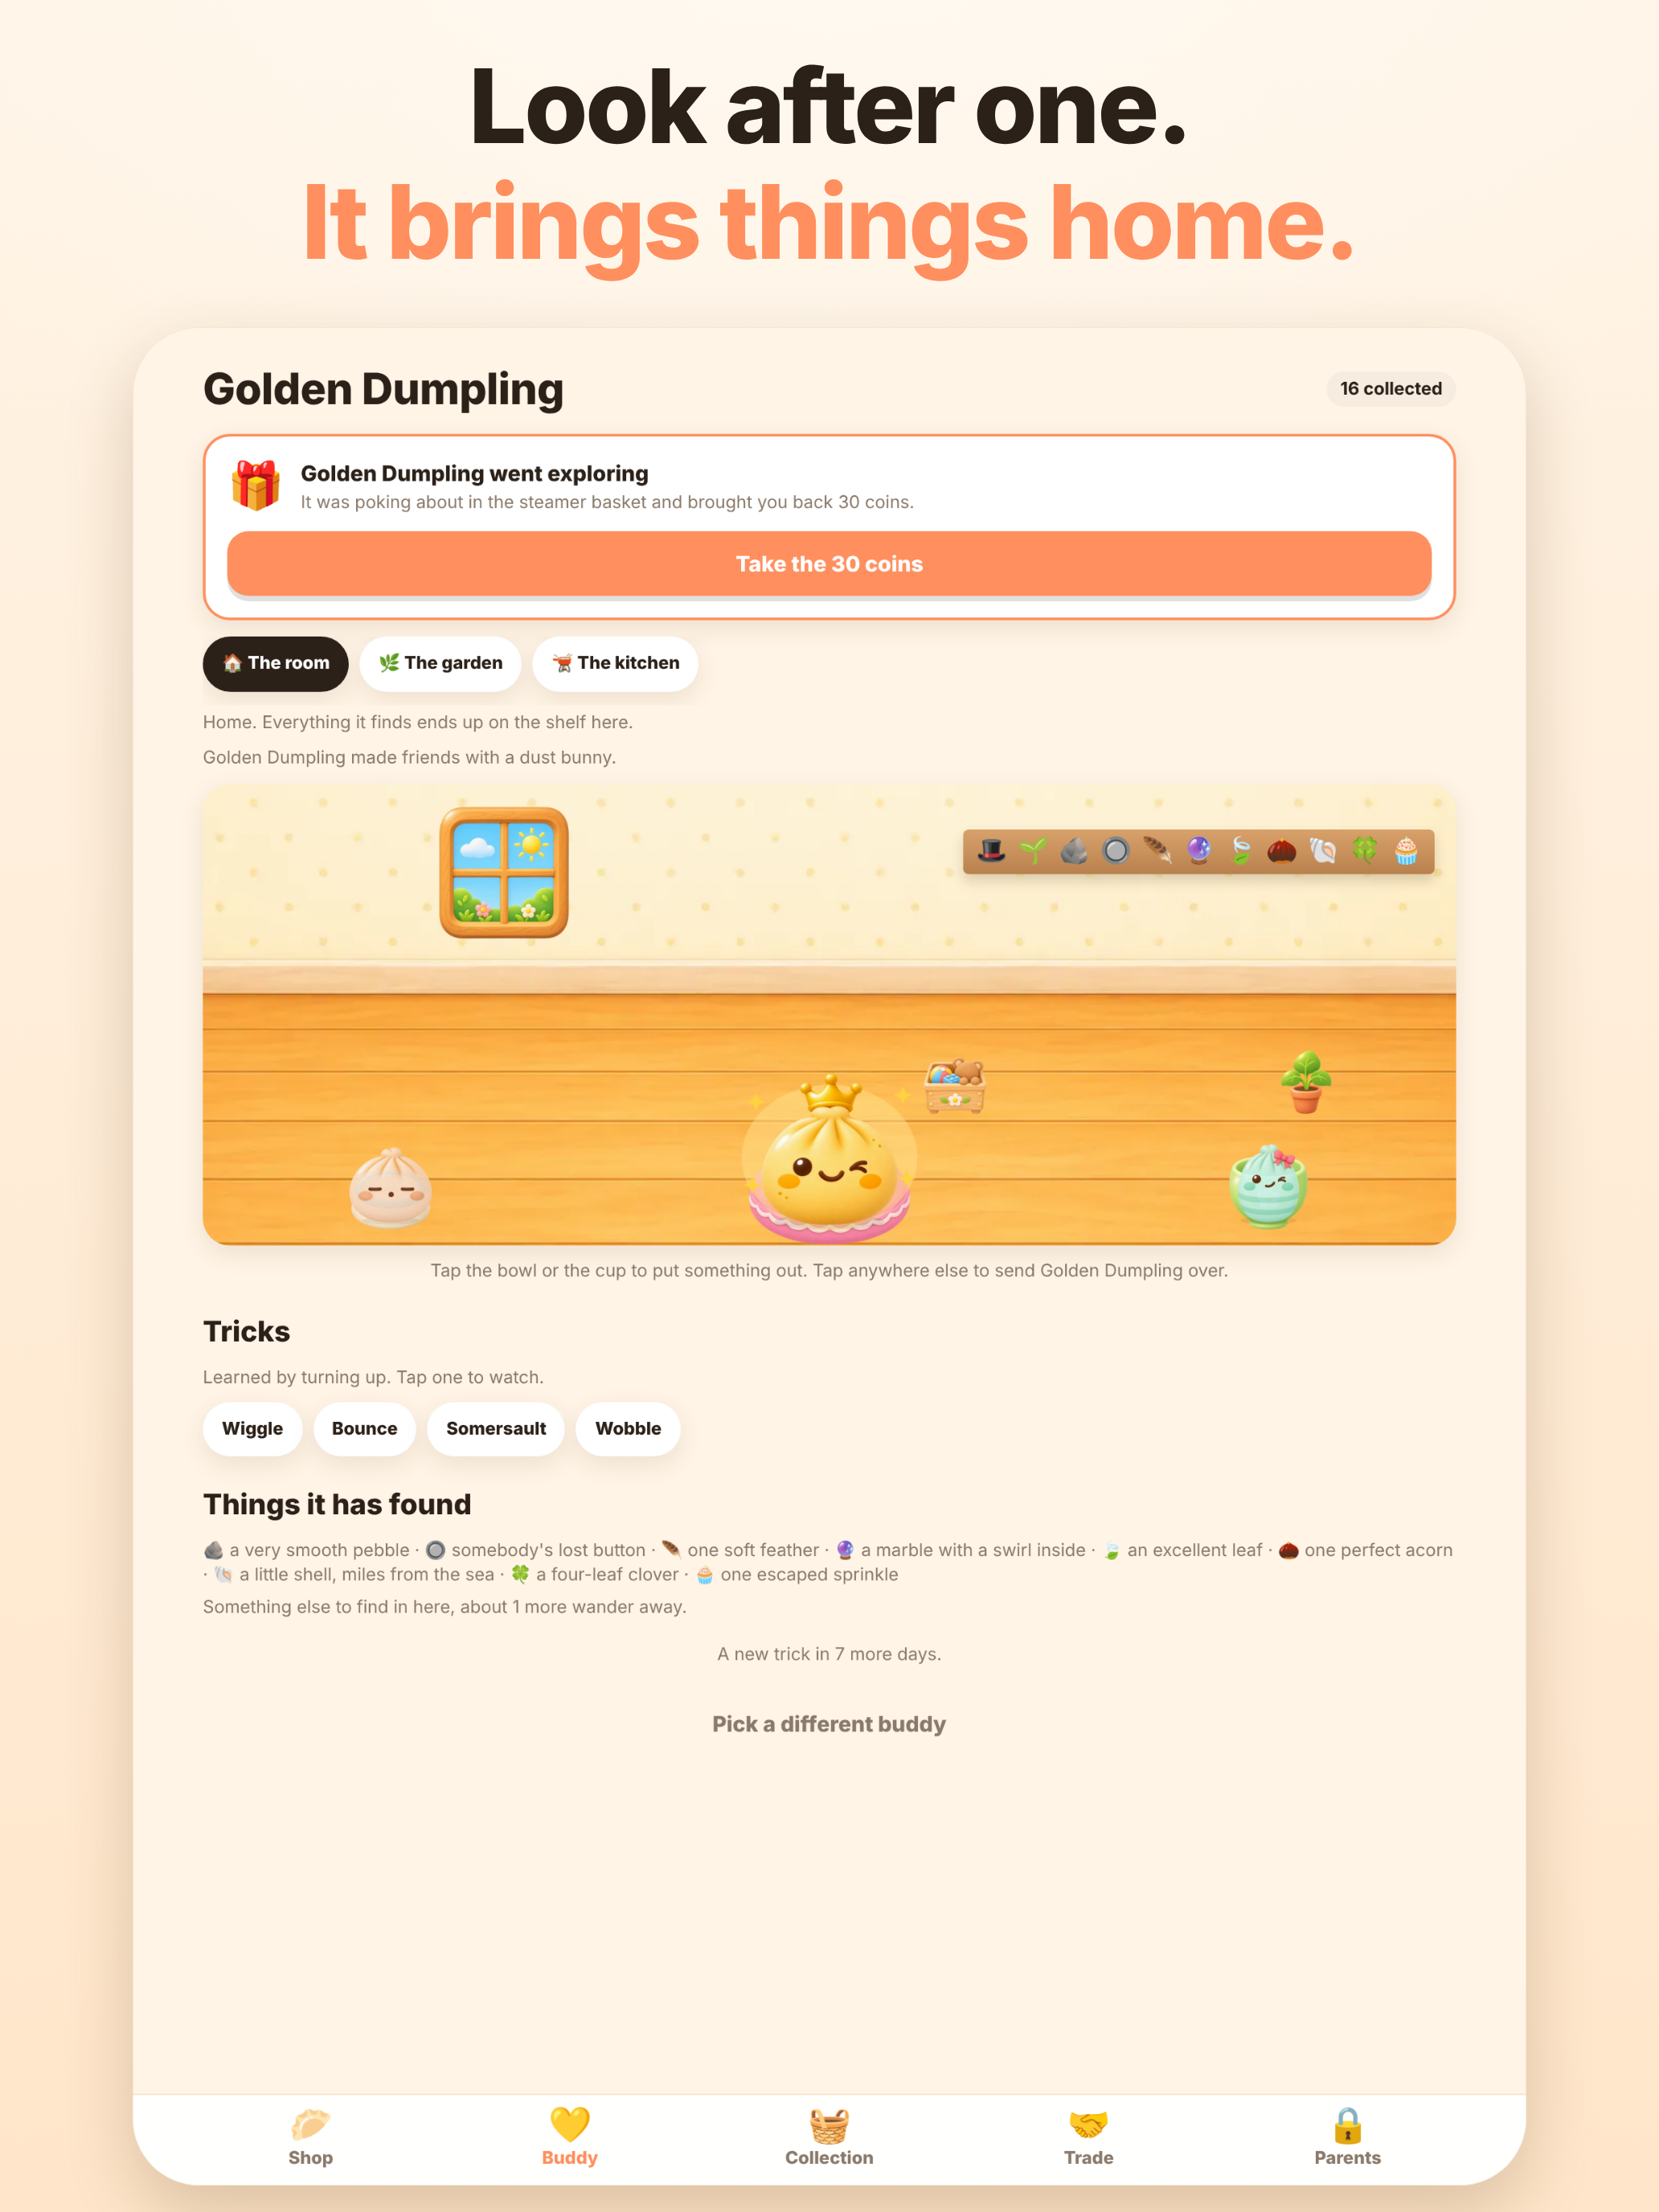 Look after one.
It brings things home.
Golden Dumpling
16 collected
Golden Dumpling went exploring
It was poking about in the steamer basket and brought you back 30 coins.
Take the 30 coins
The room
The garden
The kitchen
Home. Everything it finds ends up on the shelf here.
Golden Dumpling made friends with a dust bunny.
Tap the bowl or the cup to put something out. Tap anywhere else to send Golden Dumpling over.
Tricks
Learned by turning up. Tap one to watch.
Wiggle
Bounce
Somersault
Wobble
Things it has found
a very smooth pebble · somebody's lost button · one soft feather · a marble with a swirl inside · an excellent leaf · one perfect acorn
· a little shell, miles from the sea · a four-leaf clover · one escaped sprinkle
Something else to find in here, about 1 more wander away.
A new trick in 7 more days.
Pick a different buddy
Shop
Buddy
Collection
Trade
Parents